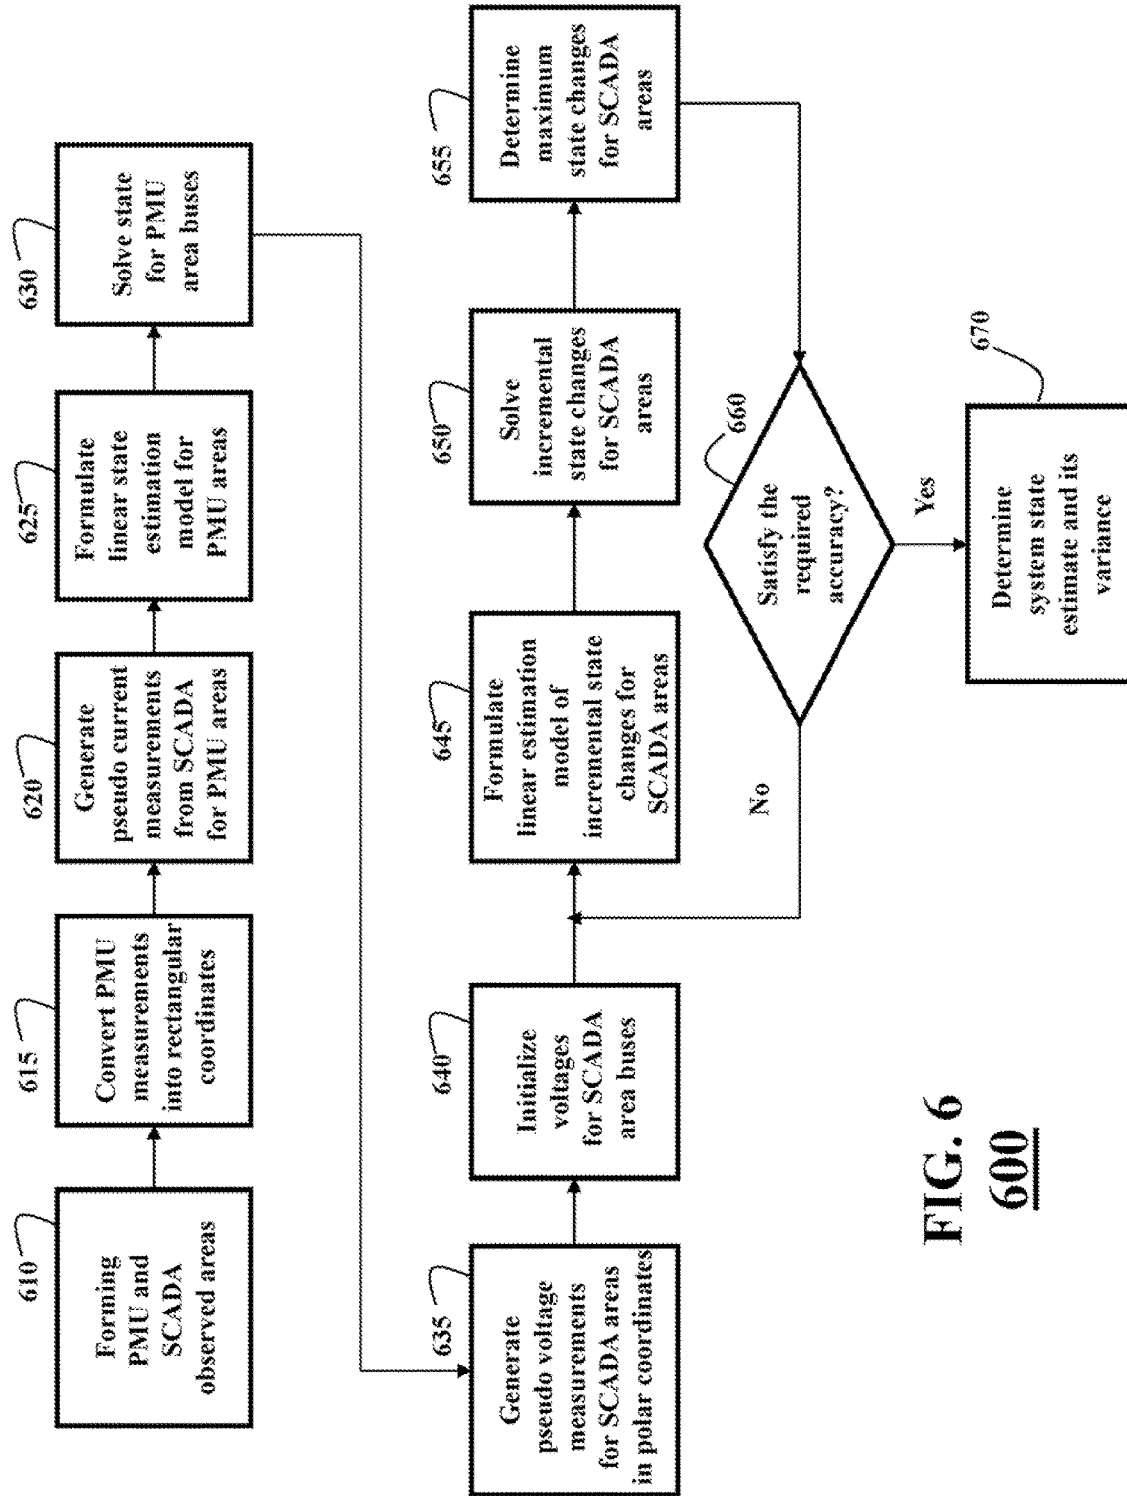 610
Forming
PMU and
SCADA
observed areas
615
Convert PMU
measurements
into rectangular
coordinates
620
Generate
pseudo current
measurements
from SCADA
for PMU areas
625
Formulate
linear state
estimation
model for
PMU areas
630
Solve state
for PMU
area buses
635
Generate
pseudo voltage
measurements
for SCADA areas
in polar coordinates
640
Initialize
voltages
for SCADA
area buses
645
Formulate
linear estimation
model of
incremental state
changes for
SCADA areas
650
Solve
incremental
state changes
for SCADA
areas
655
Determine
maximum
state changes
for SCADA
areas
660
Satisfy the
required
accuracy?
No
Yes
670
Determine
system state
estimate and its
variance
FIG. 6
600